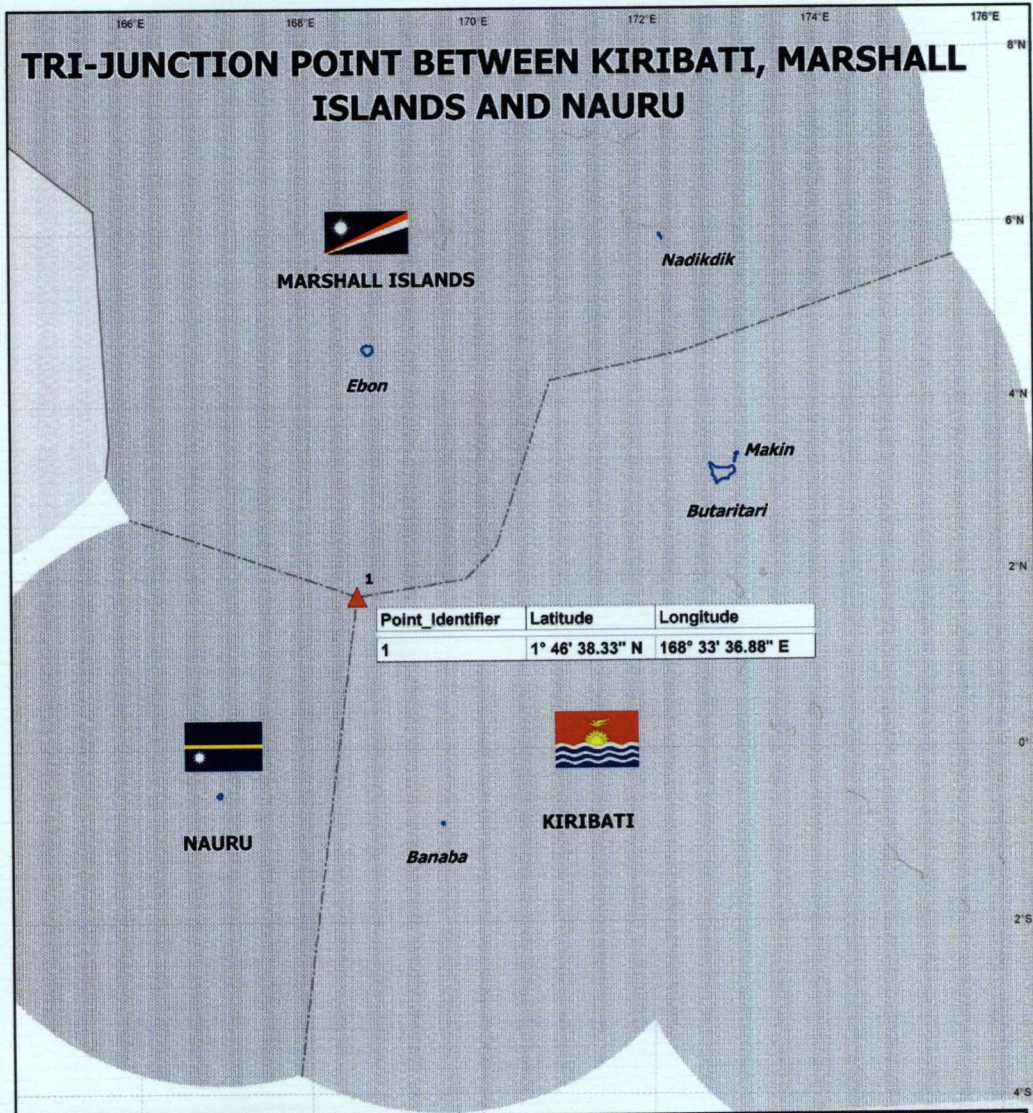 166°E 168°E 170°E 172°E 174°E 176°E
8°N
TRI-JUNCTION POINT BETWEEN KIRIBATI, MARSHALL
ISLANDS AND NAURU
6°N
Nadikdik
MARSHALL ISLANDS
Ebon
4°N
Makin
Butaritari
2°N
1
Point_Identifier Latitude Longitude
1 1° 46' 38.33" N 168° 33' 36.88" E
0°
KIRIBATI
NAURU
Banaba
2°S
4°S